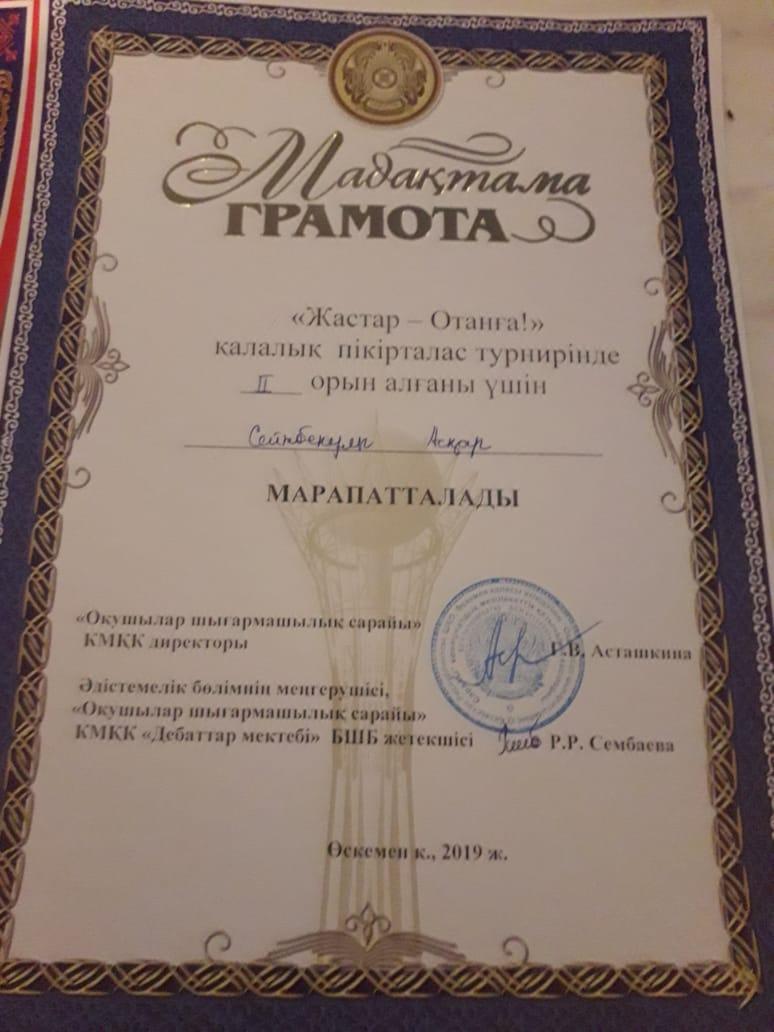 Мадақтама
ГРАМОТА
«Жастар – Отанға!»
қалалық пікірталас турнирінде
II орын алғаны үшін
Сейтбекұлы Асқар
МАРАПАТТАЛАДЫ
«Оқушылар шығармашылық сарайы»
КМҚК директоры
Г.В. Асташкина
Әдістемелік бөлімнің меңгерушісі,
«Оқушылар шығармашылық сарайы»
КМҚК «Дебаттар мектебі» БШБ жетекшісі Р.Р. Сембаева
Өскемен қ., 2019 ж.